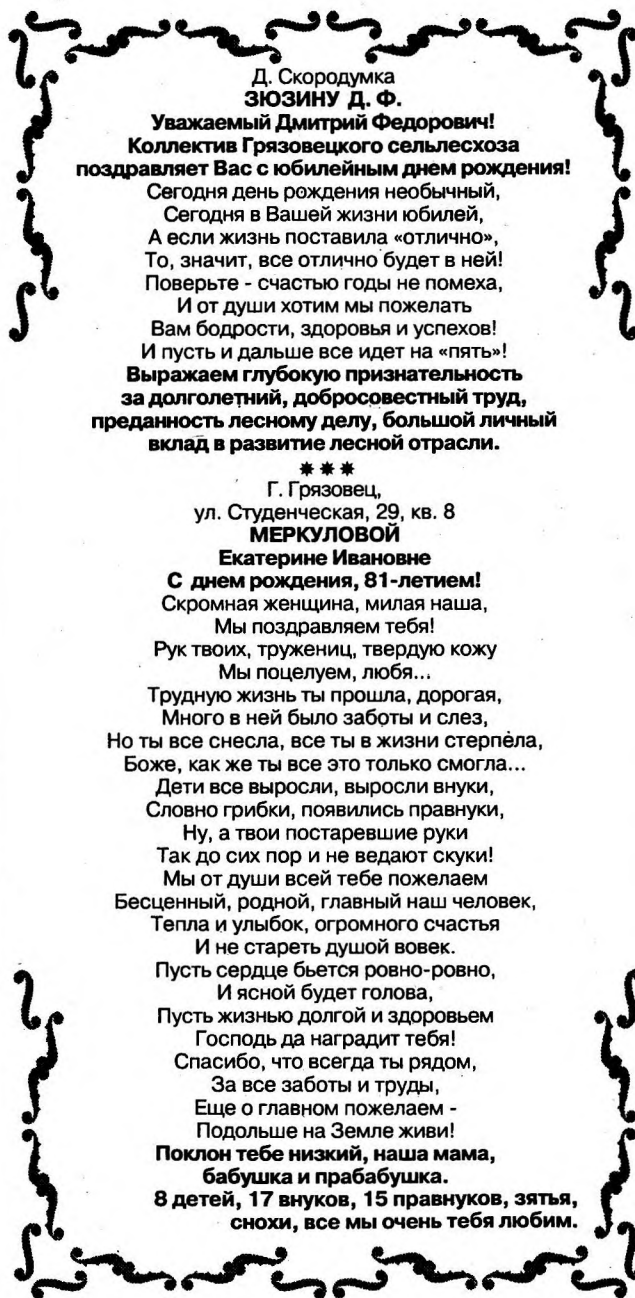 Д. Скородумка
ЗЮЗИНУ Д. Ф.
Уважаемый Дмитрий Федорович!
Коллектив Грязовецкого сельлесхоза
поздравляет Вас с юбилейным днем рождения!
Сегодня день рождения необычный,
Сегодня в Вашей жизни юбилей,
А если жизнь поставила «отлично»,
То, значит, все отлично будет в ней!
Поверьте - счастью годы не помеха,
И от души хотим мы пожелать
Вам бодрости, здоровья и успехов!
И пусть и дальше все идет на «пять»!
Выражаем глубокую признательность
за долголетний, добросовестный труд,
преданность лесному делу, большой личный
вклад в развитие лесной отрасли.
***
Г. Грязовец,
ул. Студенческая, 29, кв. 8
МЕРКУЛОВОЙ
Екатерине Ивановне
С днем рождения, 81-летием!
Скромная женщина, милая наша,
Мы поздравляем тебя!
Рук твоих, тружениц, твердую кожу
Мы поцелуем, любя...
Трудную жизнь ты прошла, дорогая,
Много в ней было заботы и слез,
Но ты все снесла, все ты в жизни стерпела,
Боже, как же ты все это только смогла...
Дети все выросли, выросли внуки,
Словно грибки, появились правнуки,
Ну, а твои постаревшие руки
Так до сих пор и не ведают скуки!
Мы от души всей тебе пожелаем
Бесценный, родной, главный наш человек,
Тепла и улыбок, огромного счастья
И не стареть душой вовек.
Пусть сердце бьется ровно-ровно,
И ясной будет голова,
Пусть жизнью долгой и здоровьем
Господь да наградит тебя!
Спасибо, что всегда ты рядом,
За все заботы и труды,
Еще о главном пожелаем -
Подольше на Земле живи!
Поклон тебе низкий, наша мама,
бабушка и прабабушка.
8 детей, 17 внуков, 15 правнуков, зятья,
снохи, все мы очень тебя любим.